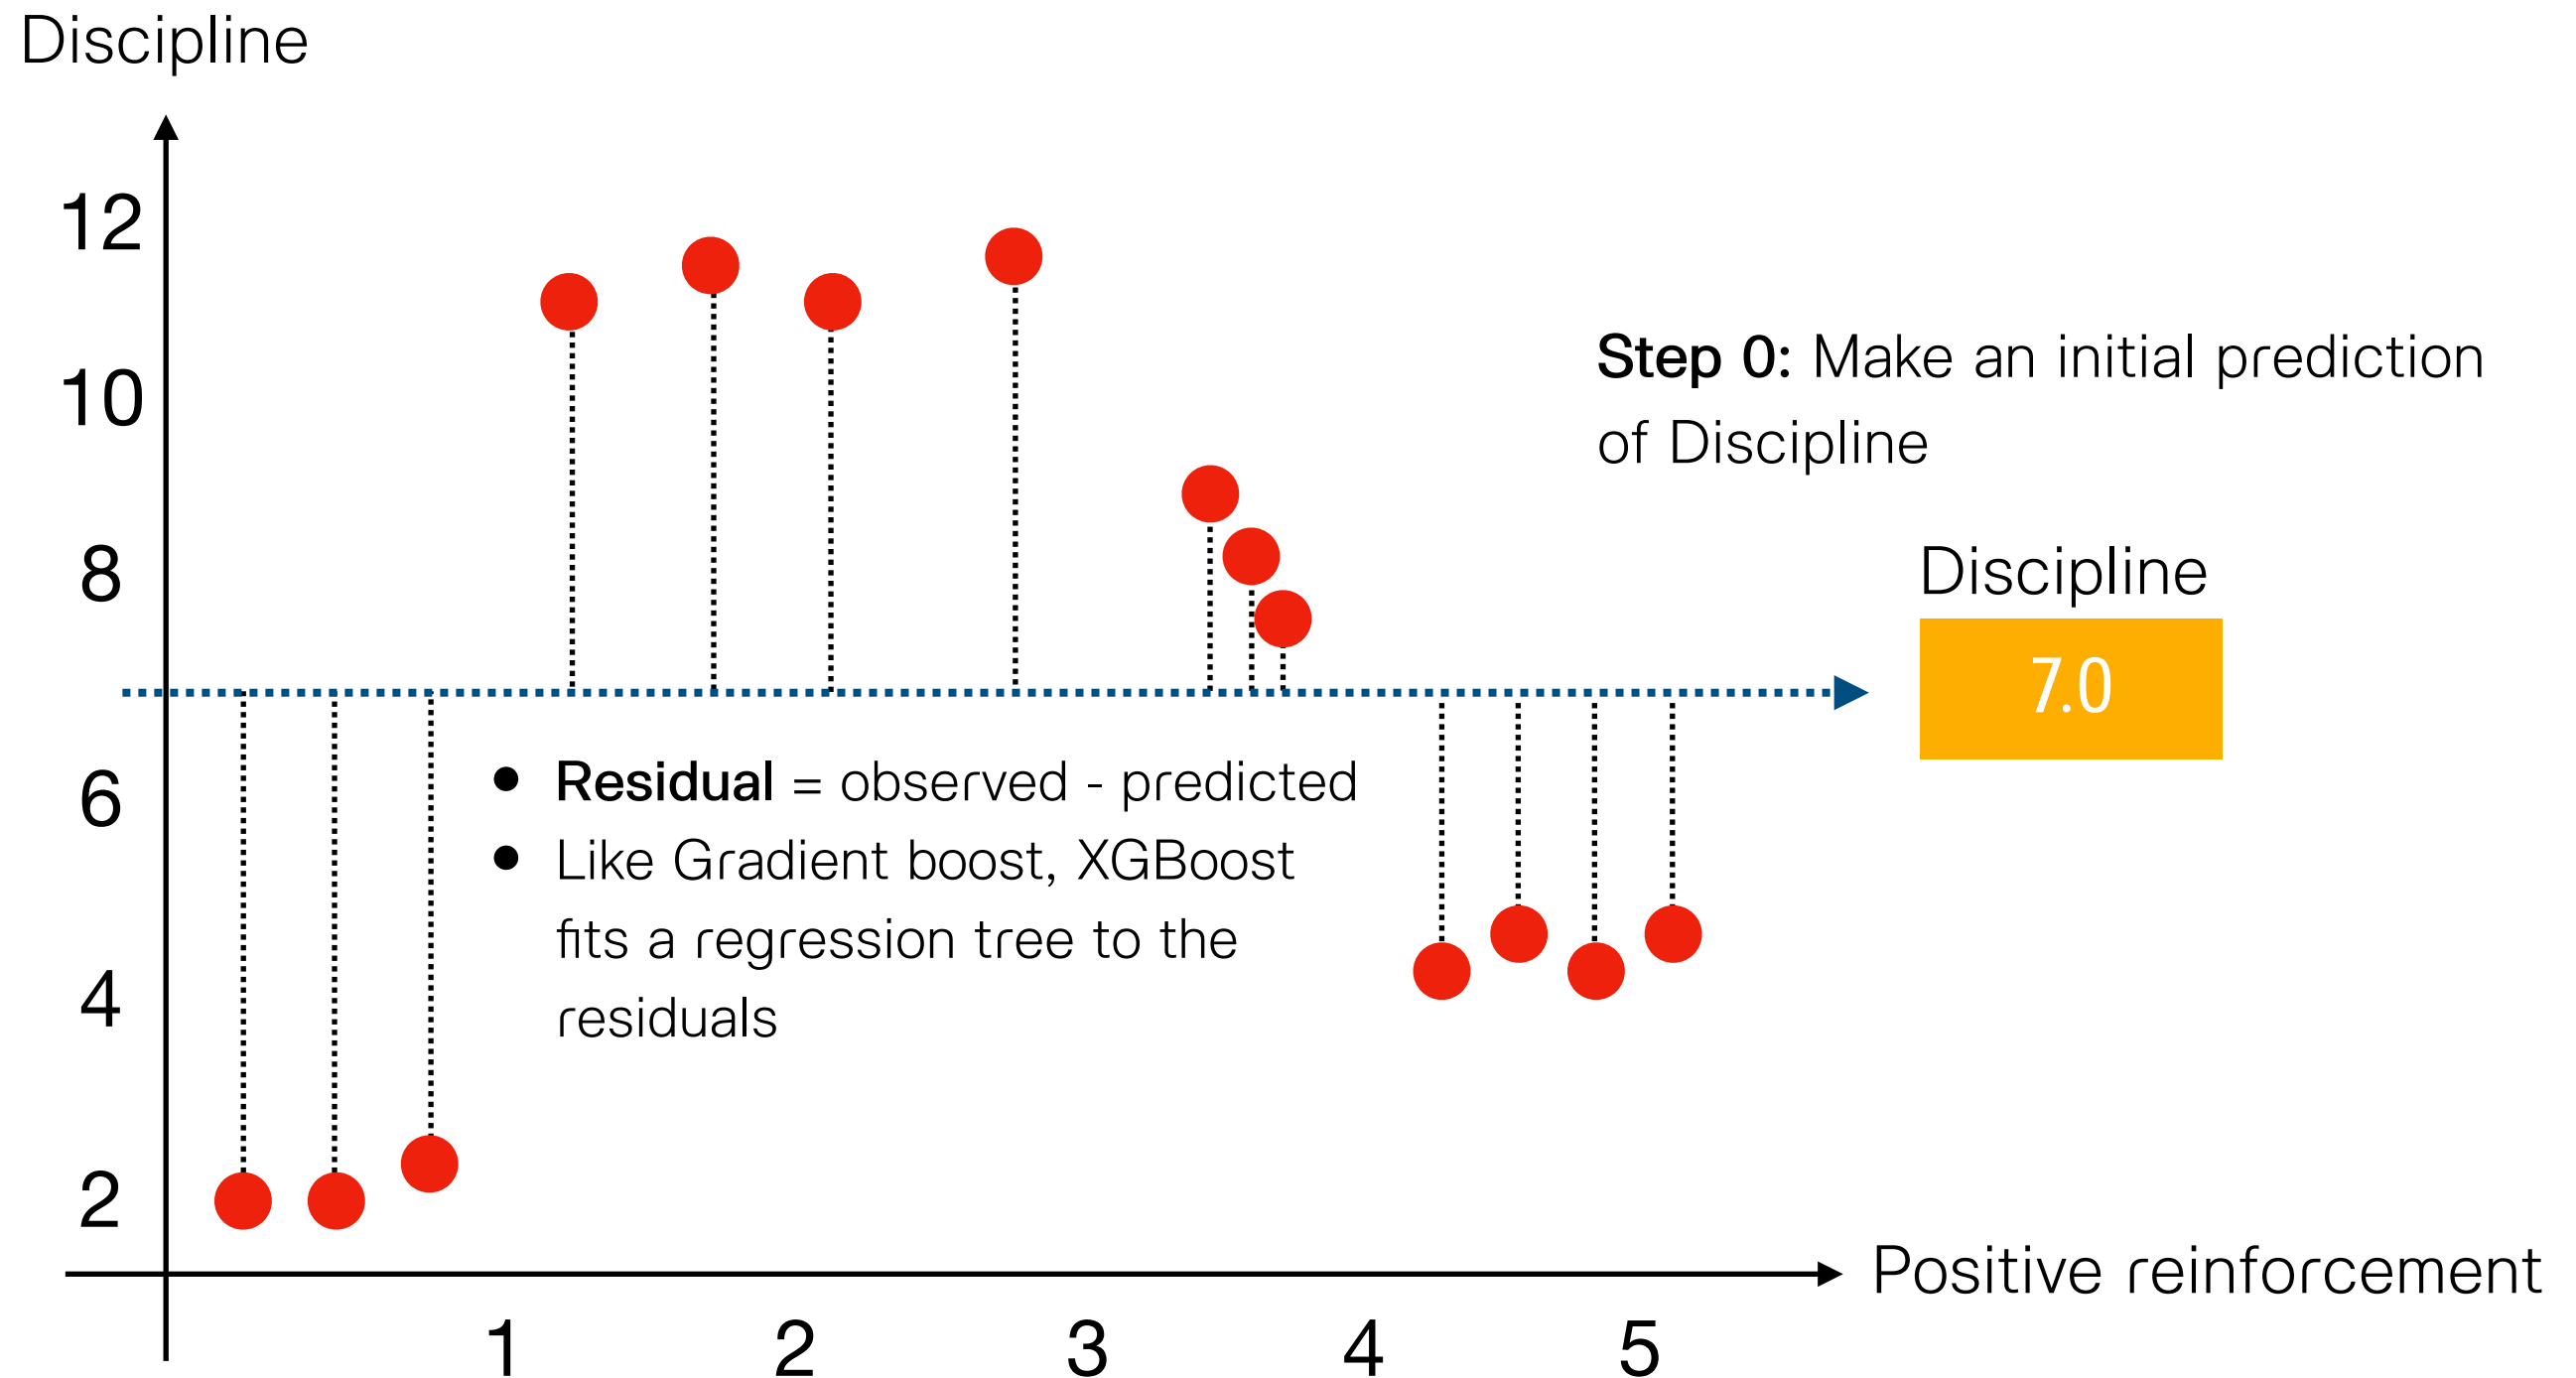 Discipline
12
10
8
6
4
2
Step 0: Make an initial prediction
of Discipline
Discipline
7.0
● Residual = observed - predicted
● Like Gradient boost, XGBoost
fits a regression tree to the
residuals
Positive reinforcement
1 2 3 4 5